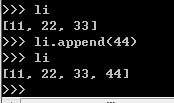 >>> li
[11, 22, 33]
>>> li.append(44)
>>> li
[11, 22, 33, 44]
>>>